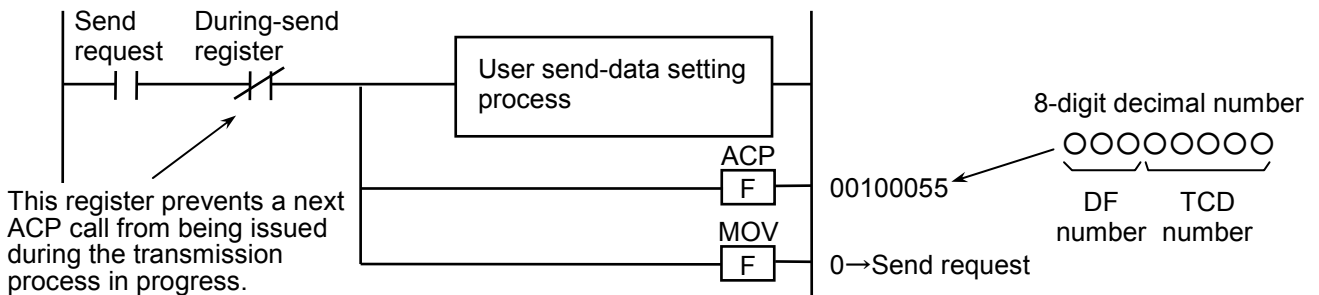 Send
request
During-send
register
User send-data setting
process
8-digit decimal number
○○○○○○○○
DF
number
TCD
number
ACP
F
00100055
This register prevents a next
ACP call from being issued
during the transmission
process in progress.
MOV
F
0→Send request